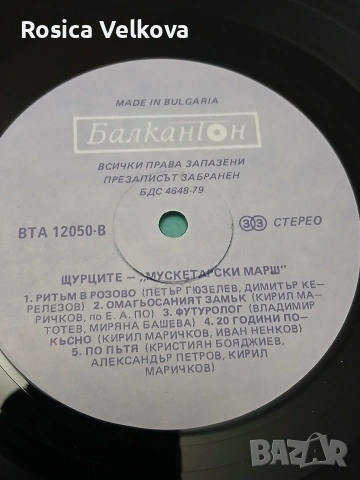 Rosica Velkova
MADE IN BULGARIA
Балкантон
ВСИЧКИ ПРАВА ЗАПАЗЕНИ
ПРЕЗАПИСЪТ ЗАБРАНЕН
БДС 4648-79
ВТА 12050-В
33 СТЕРЕО
ЩУРЦИТЕ – „МУСКЕТАРСКИ МАРШ"
1. РИТЪМ В РОЗОВО (ПЕТЪР ГЮЗЕЛЕВ, ДИМИТЪР КЕ-
РЕЛЕЗОВ) 2. ОМАГЬОСАНИЯТ ЗАМЪК (КИРИЛ МА-
РИЧКОВ, по Е. А. ПО) 3. ФУТУРОЛОГ (ВЛАДИМИР
ТОТЕВ, МИРЯНА БАШЕВА) 4. 20 ГОДИНИ ПО-
КЪСНО (КИРИЛ МАРИЧКОВ, ИВАН НЕНКОВ)
5. ПО ПЪТЯ (КРИСТИЯН БОЯДЖИЕВ,
АЛЕКСАНДЪР ПЕТРОВ, КИРИЛ
МАРИЧКОВ)
BAZAR